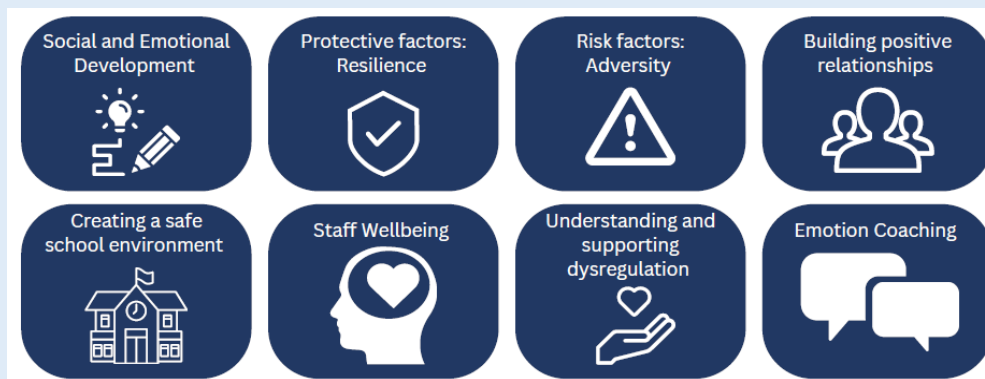 Social and Emotional
Development
Protective factors:
Resilience
Risk factors:
Adversity
Building positive
relationships
Creating a safe
school environment
Staff Wellbeing
Understanding and
supporting
dysregulation
Emotion Coaching